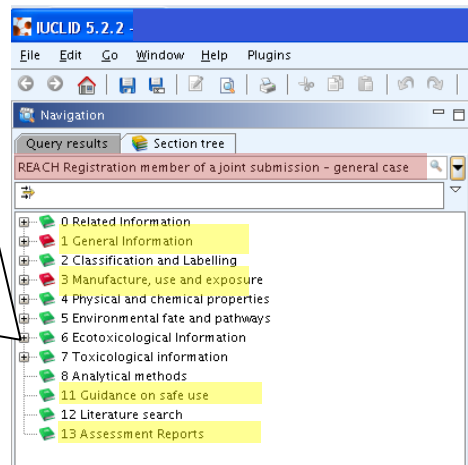 IUCLID 5.2.2 -
File Edit Go Window Help Plugins
Navigation
Query results Section tree
REACH Registration member of a joint submission - general case
0 Related Information
1 General Information
2 Classification and Labelling
3 Manufacture, use and exposure
4 Physical and chemical properties
5 Environmental fate and pathways
6 Ecotoxicological Information
7 Toxicological information
8 Analytical methods
11 Guidance on safe use
12 Literature search
13 Assessment Reports